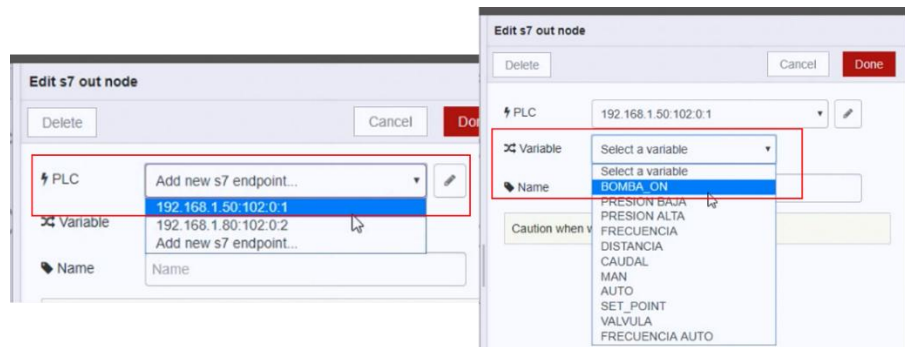 Edit s7 out node
Delete
Cancel
Do
PLC
Add new s7 endpoint...
192.168.1.50:102:0:1
192.168.1.80:102:0:2
Add new s7 endpoint...
Variable
Name
Name
Edit s7 out node
Delete
Cancel
Done
PLC
192.168.1.50:102:0:1
Variable
Select a variable
Select a variable
BOMBA_ON
PRESIÓN BAJA
PRESION ALTA
FRECUENCIA
DISTANCIA
CAUDAL
MAN
AUTO
SET_POINT
VALVULA
FRECUENCIA AUTO
Name
Caution when